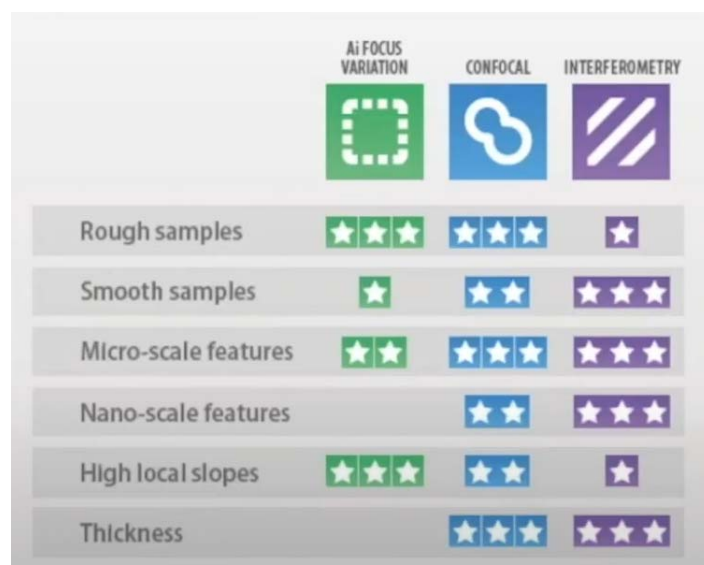 Ai FOCUS
VARIATION
CONFOCAL
INTERFEROMETRY
Rough samples
Smooth samples
Micro-scale features
Nano-scale features
High local slopes
Thickness